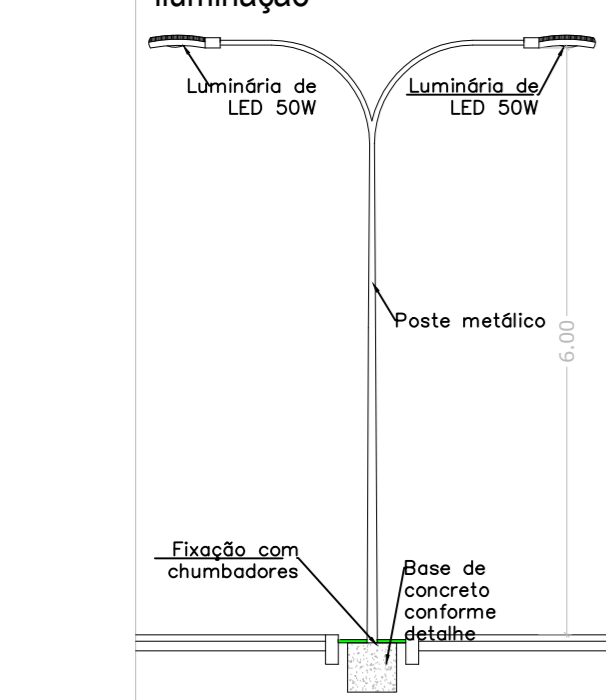 Iluminação
Luminária de
LED 50W
Luminária de
LED 50W
Poste metálico
6.00
Fixação com
chumbadores
Base de
concreto
conforme
detalhe